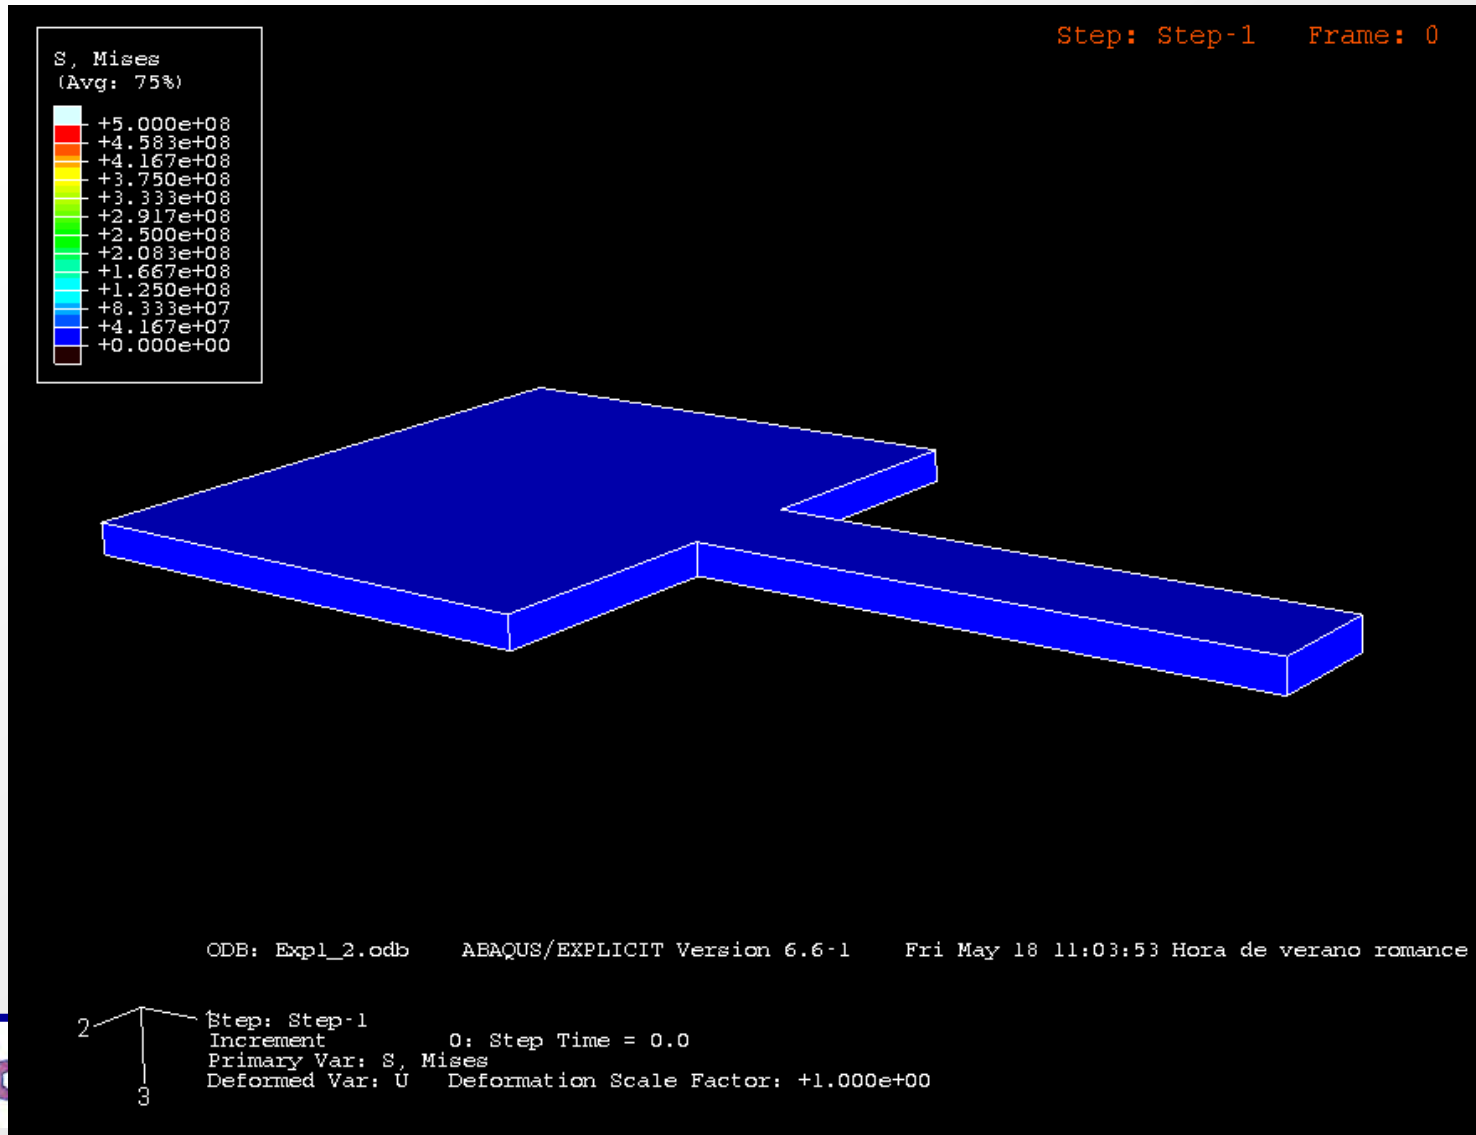 Step: Step-1 Frame: 0
S, Mises
(Avg: 75%)
+5.000e+08
+4.583e+08
+4.167e+08
+3.750e+08
+3.333e+08
+2.917e+08
+2.500e+08
+2.083e+08
+1.667e+08
+1.250e+08
+8.333e+07
+4.167e+07
+0.000e+00
ODB: Expl_2.odb ABAQUS/EXPLICIT Version 6.6-1 Fri May 18 11:03:53 Hora de verano romance
2
1
3
Step: Step-1
Increment 0: Step Time = 0.0
Primary Var: S, Mises
Deformed Var: U Deformation Scale Factor: +1.000e+00